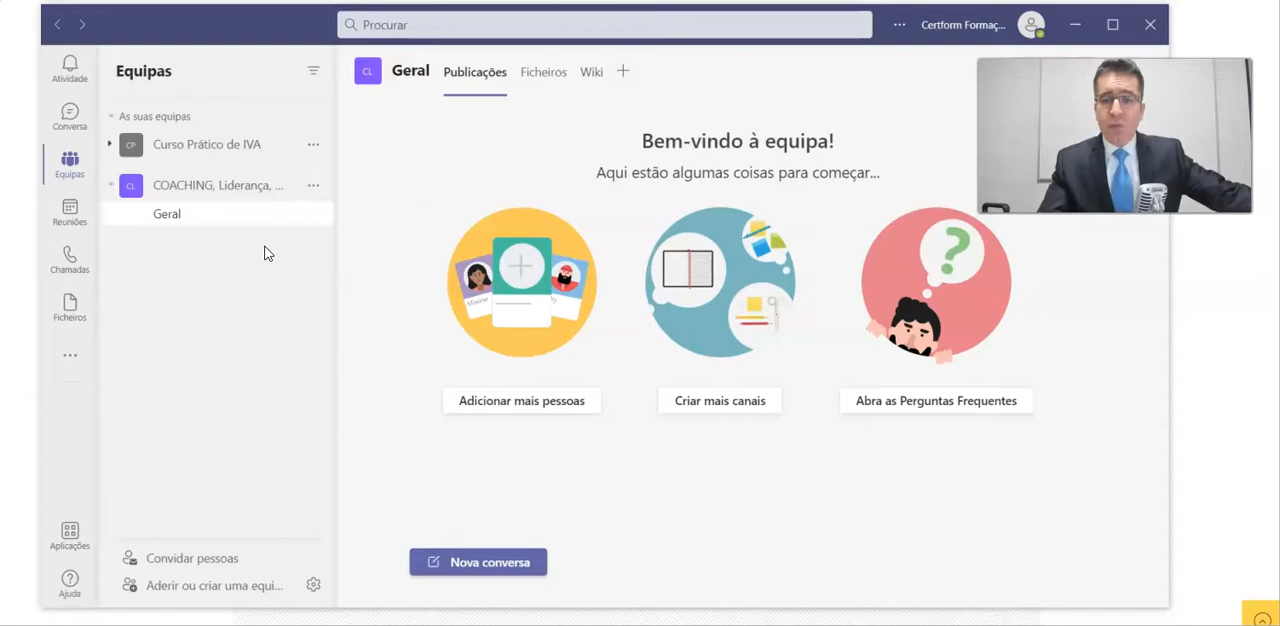 Procurar
Certform Formaç...
Atividade
Conversa
Equipas
Reuniões
Chamadas
Ficheiros
Aplicações
Ajuda
Equipas
As suas equipas
CP Curso Prático de IVA
CL COACHING, Liderança, ...
Geral
Convidar pessoas
Aderir ou criar uma equi...
CL Geral Publicações Ficheiros Wiki
Bem-vindo à equipa!
Aqui estão algumas coisas para começar...
Maxine
Adicionar mais pessoas
Criar mais canais
Abra as Perguntas Frequentes
Nova conversa